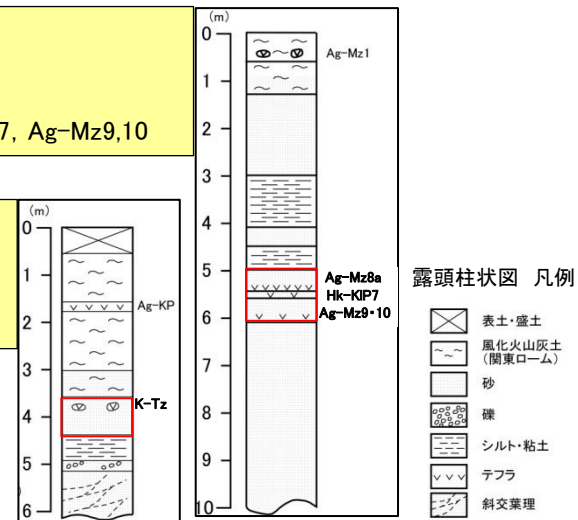 7, Ag-Mz9,10
(m)
0
1
2
3
4
5
6
7
8
9
10
Ag-Mz1
Ag-Mz8a
Hk-KlP7
Ag-Mz9・10
(m)
0
1
2
3
4
5
6
Ag-KP
K-Tz
露頭柱状図 凡例
表土・盛土
風化火山灰土
(関東ローム)
砂
礫
シルト・粘土
テフラ
斜交葉理